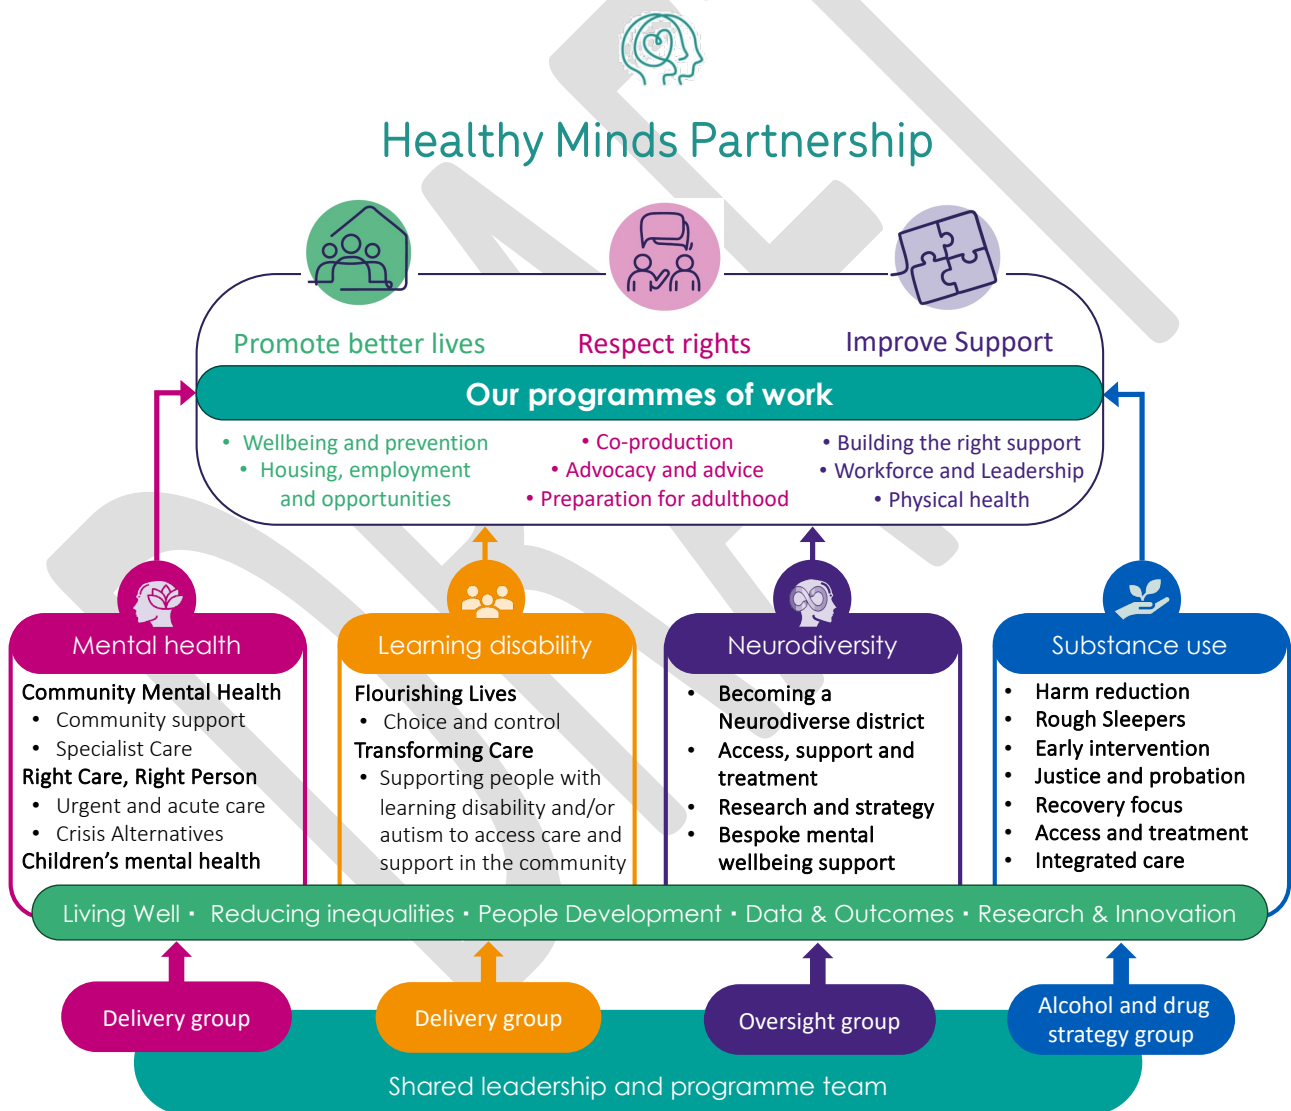 DRAFT
Healthy Minds Partnership
Promote better lives
Respect rights
Improve Support
Our programmes of work
• Wellbeing and prevention
• Housing, employment
and opportunities
• Co-production
• Advocacy and advice
• Preparation for adulthood
• Building the right support
• Workforce and Leadership
• Physical health
Mental health
Community Mental Health
• Community support
• Specialist Care
Right Care, Right Person
• Urgent and acute care
• Crisis Alternatives
Children's mental health
Learning disability
Flourishing Lives
• Choice and control
Transforming Care
• Supporting people with
learning disability and/or
autism to access care and
support in the community
Neurodiversity
• Becoming a
Neurodiverse district
• Access, support and
treatment
• Research and strategy
• Bespoke mental
wellbeing support
Substance use
• Harm reduction
• Rough Sleepers
• Early intervention
• Justice and probation
• Recovery focus
• Access and treatment
• Integrated care
Living Well • Reducing inequalities • People Development • Data & Outcomes • Research & Innovation
Delivery group
Delivery group
Oversight group
Alcohol and drug
strategy group
Shared leadership and programme team